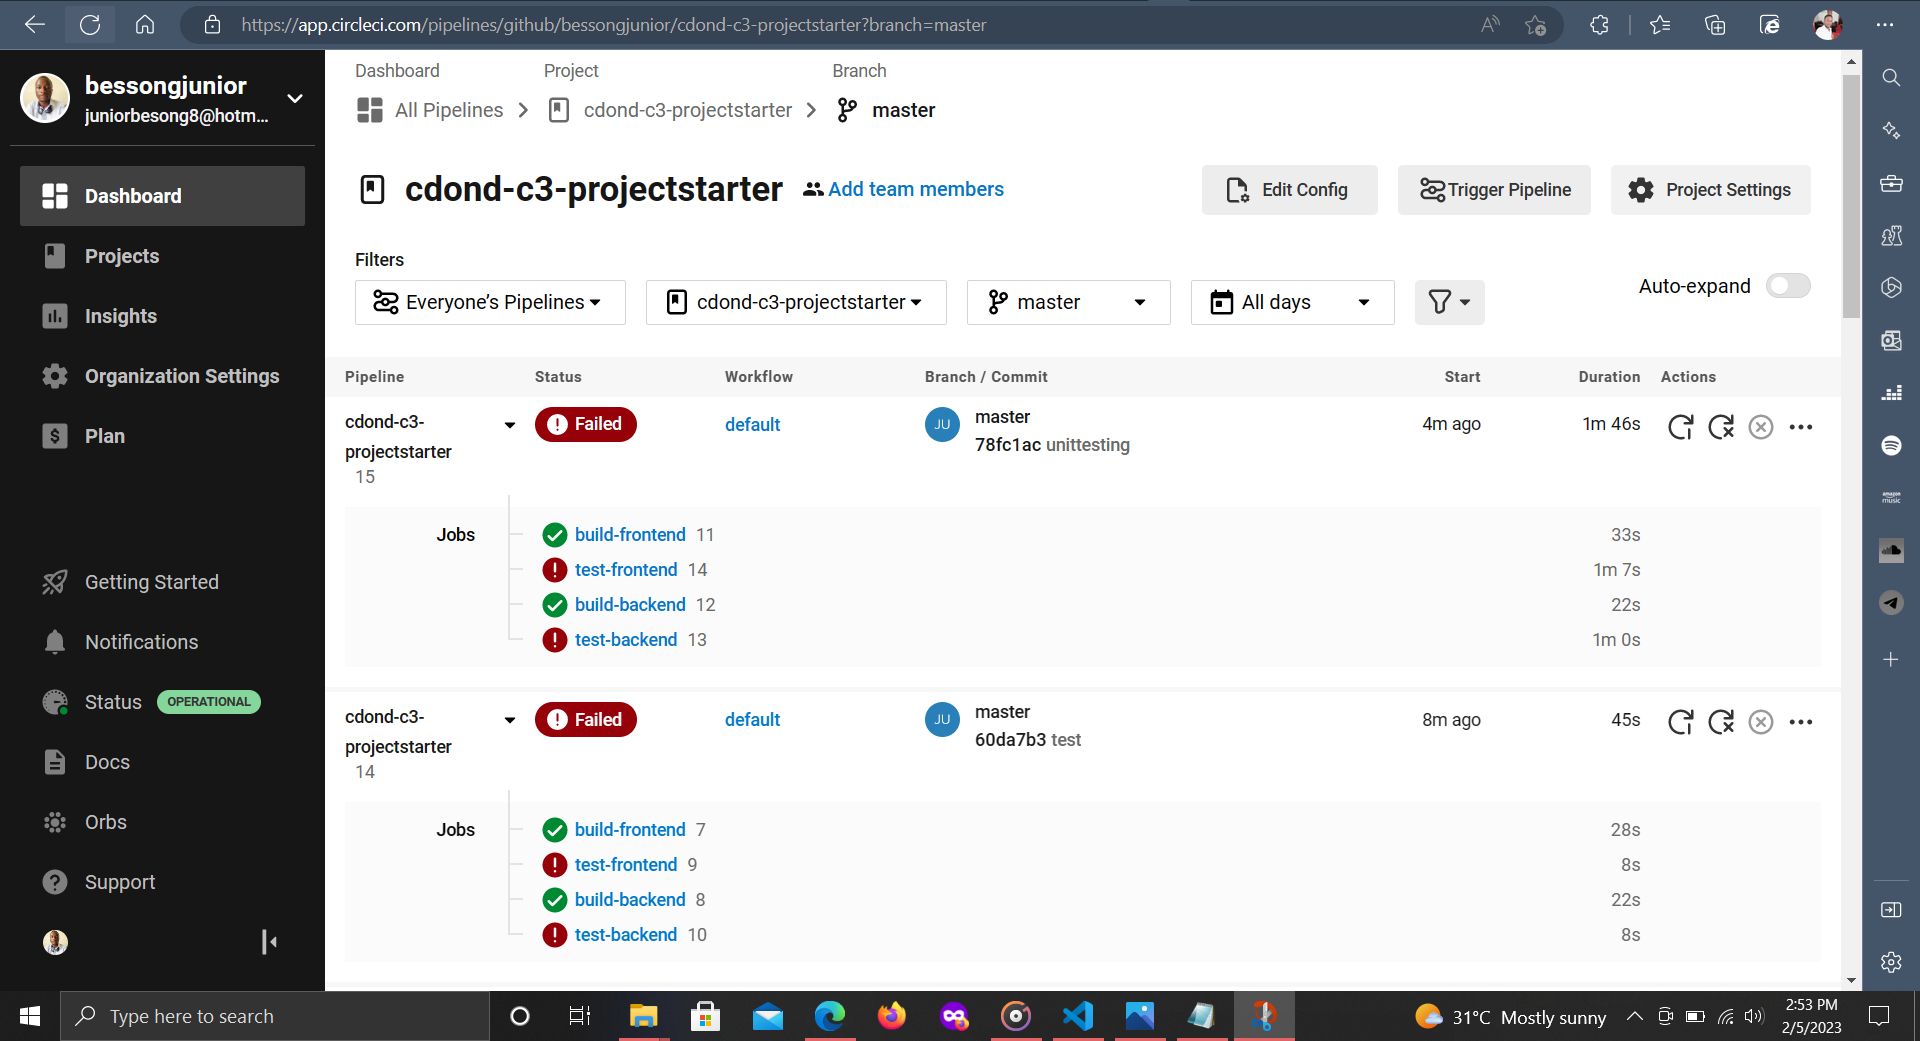 https://app.circleci.com/pipelines/github/bessongjunior/cdond-c3-projectstarter?branch=master
bessongjunior
juniorbesong8@hotm...
Dashboard
Projects
Insights
Organization Settings
Plan
Getting Started
Notifications
Status OPERATIONAL
Docs
Orbs
Support
Dashboard Project Branch
All Pipelines cdond-c3-projectstarter master
cdond-c3-projectstarter Add team members Edit Config Trigger Pipeline Project Settings
Filters
Everyone's Pipelines cdond-c3-projectstarter master All days Auto-expand
Pipeline Status Workflow Branch / Commit Start Duration Actions
cdond-c3-projectstarter 15 Failed default JU master 4m ago 1m 46s
78fc1ac unittesting
Jobs build-frontend 11 33s
test-frontend 14 1m 7s
build-backend 12 22s
test-backend 13 1m 0s
cdond-c3-projectstarter 14 Failed default JU master 8m ago 45s
60da7b3 test
Jobs build-frontend 7 28s
test-frontend 9 8s
build-backend 8 22s
test-backend 10 8s
amazon music
Type here to search
31°C Mostly sunny
2:53 PM
2/5/2023